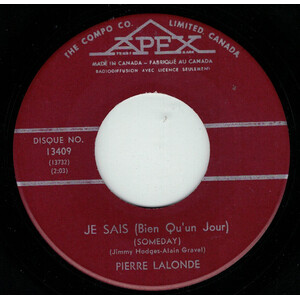 THE COMPO CO. LIMITED, CANADA
APEX
MADE IN CANADA - FABRIQUÉ AU CANADA
RADIODIFFUSION AVEC LICENCE SEULEMENT
DISQUE NO.
13409
(13732)
(2:03)
JE SAIS (Bien Qu'un Jour)
(SOMEDAY)
(Jimmy Hodges-Alain Gravel)
PIERRE LALONDE